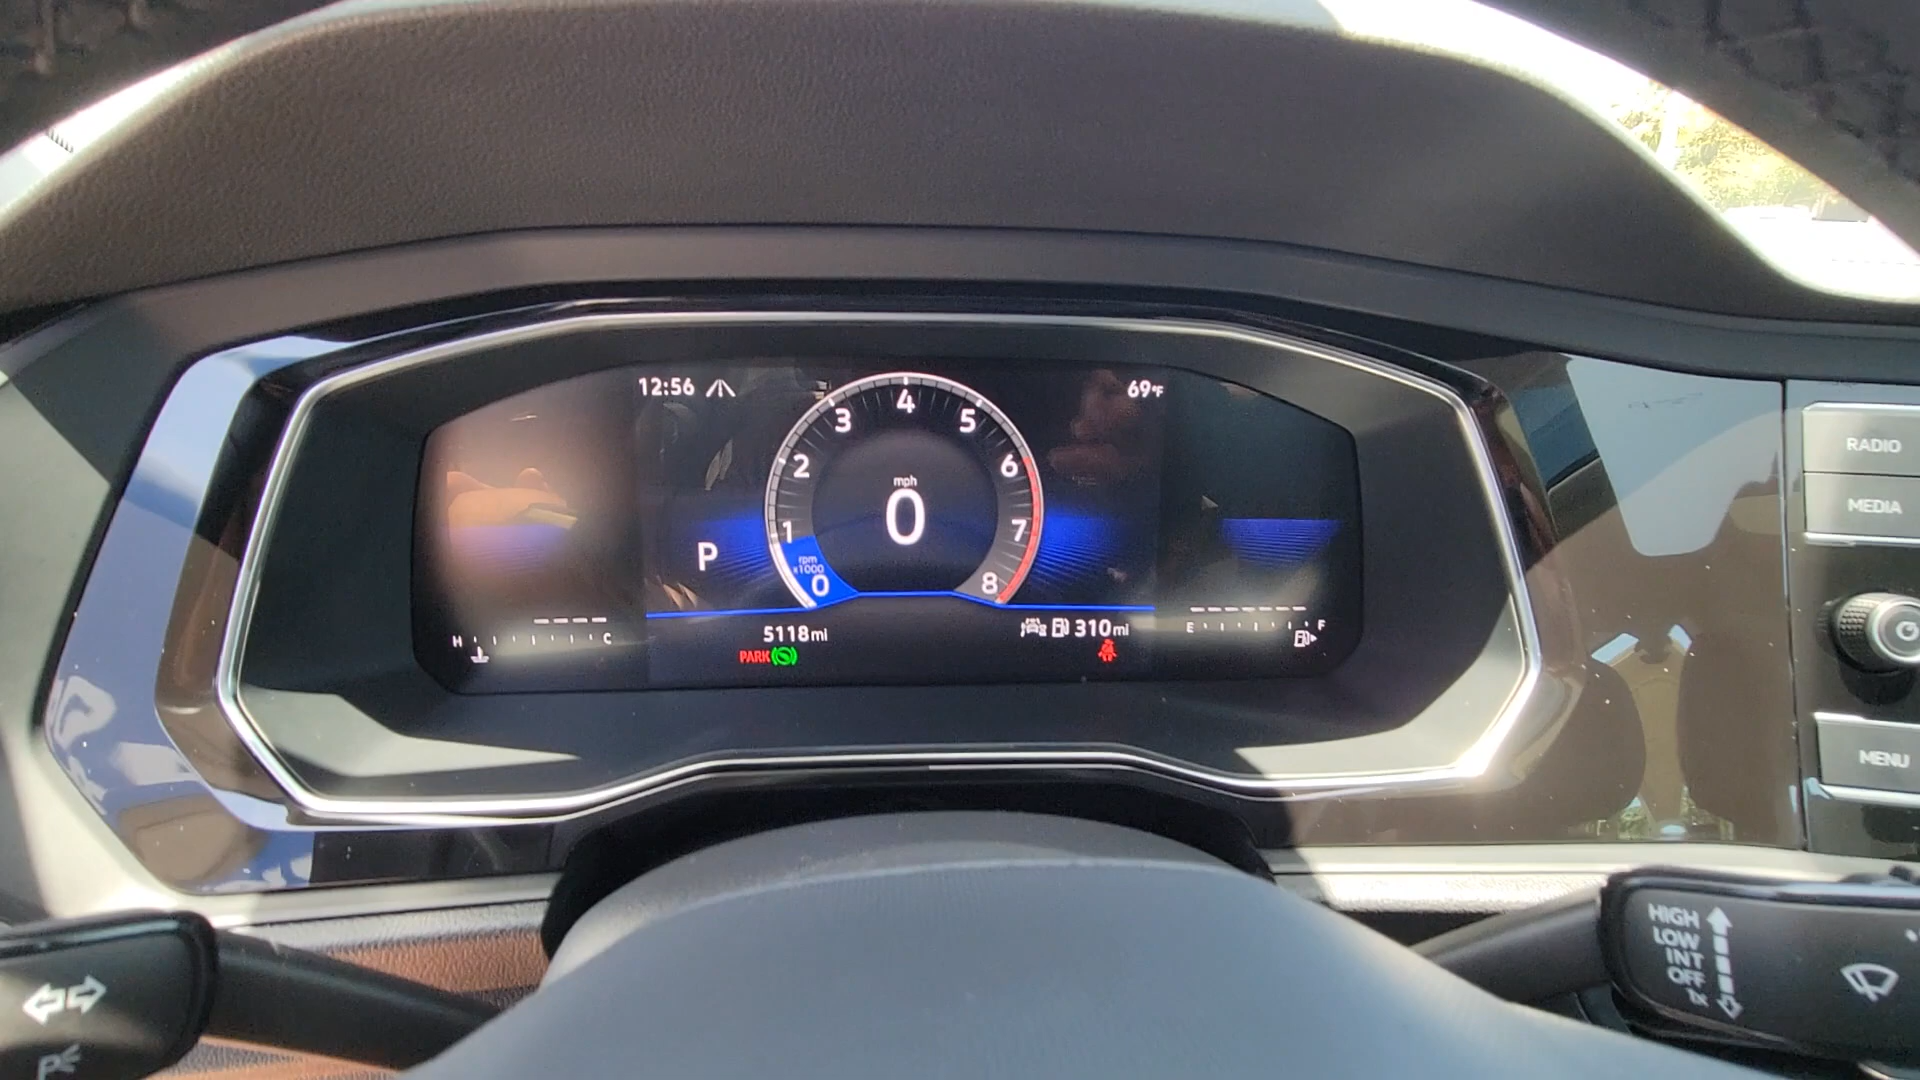 12:56
69°F
4
3 5
2 6
mph
0
1 7
P
rpm
x1000
0 8
5118mi
310mi
H C
E F
PARK
RADIO
MEDIA
MENU
HIGH
LOW
INT
OFF
1x
P